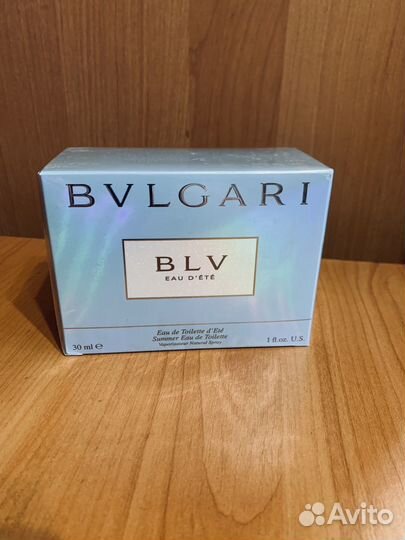 BVLGARI
BLV
EAU D'ÉTÉ
Eau de Toilette d'Eté
Summer Eau de Toilette
Vaporisateur Natural Spray
30 ml ℮
1 fl.oz. U.S.
Avito